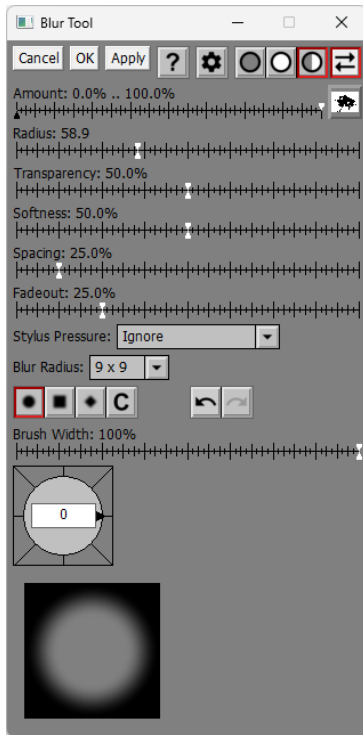 Blur Tool
Cancel OK Apply ?
Amount: 0.0% .. 100.0%
Radius: 58.9
Transparency: 50.0%
Softness: 50.0%
Spacing: 25.0%
Fadeout: 25.0%
Stylus Pressure: Ignore
Blur Radius: 9 x 9
C
Brush Width: 100%
0